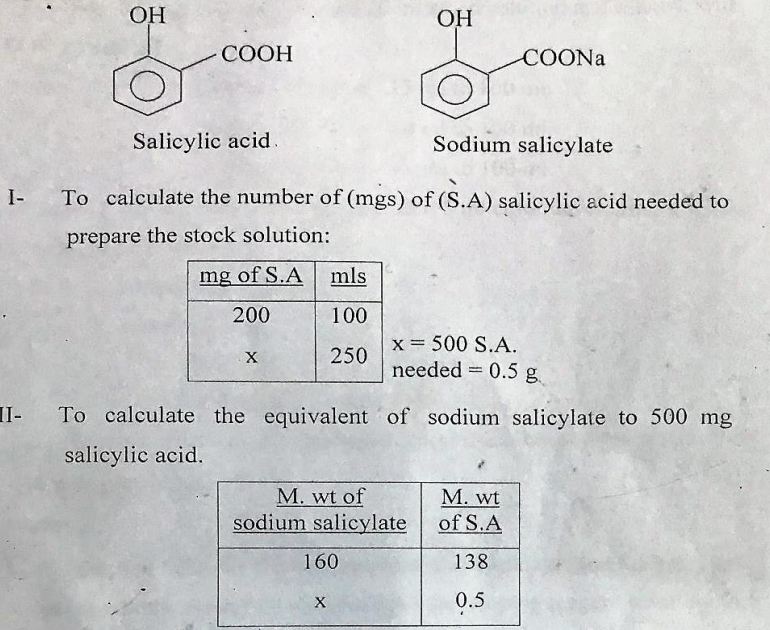 OH OH
COOH COONa
Salicylic acid. Sodium salicylate
I- To calculate the number of (mgs) of (S.A) salicylic acid needed to
prepare the stock solution:
mg of S.A mls
200 100
x 250
x = 500 S.A.
needed = 0.5 g.
II- To calculate the equivalent of sodium salicylate to 500 mg
salicylic acid.
M. wt of M. wt
sodium salicylate of S.A
160 138
x 0.5